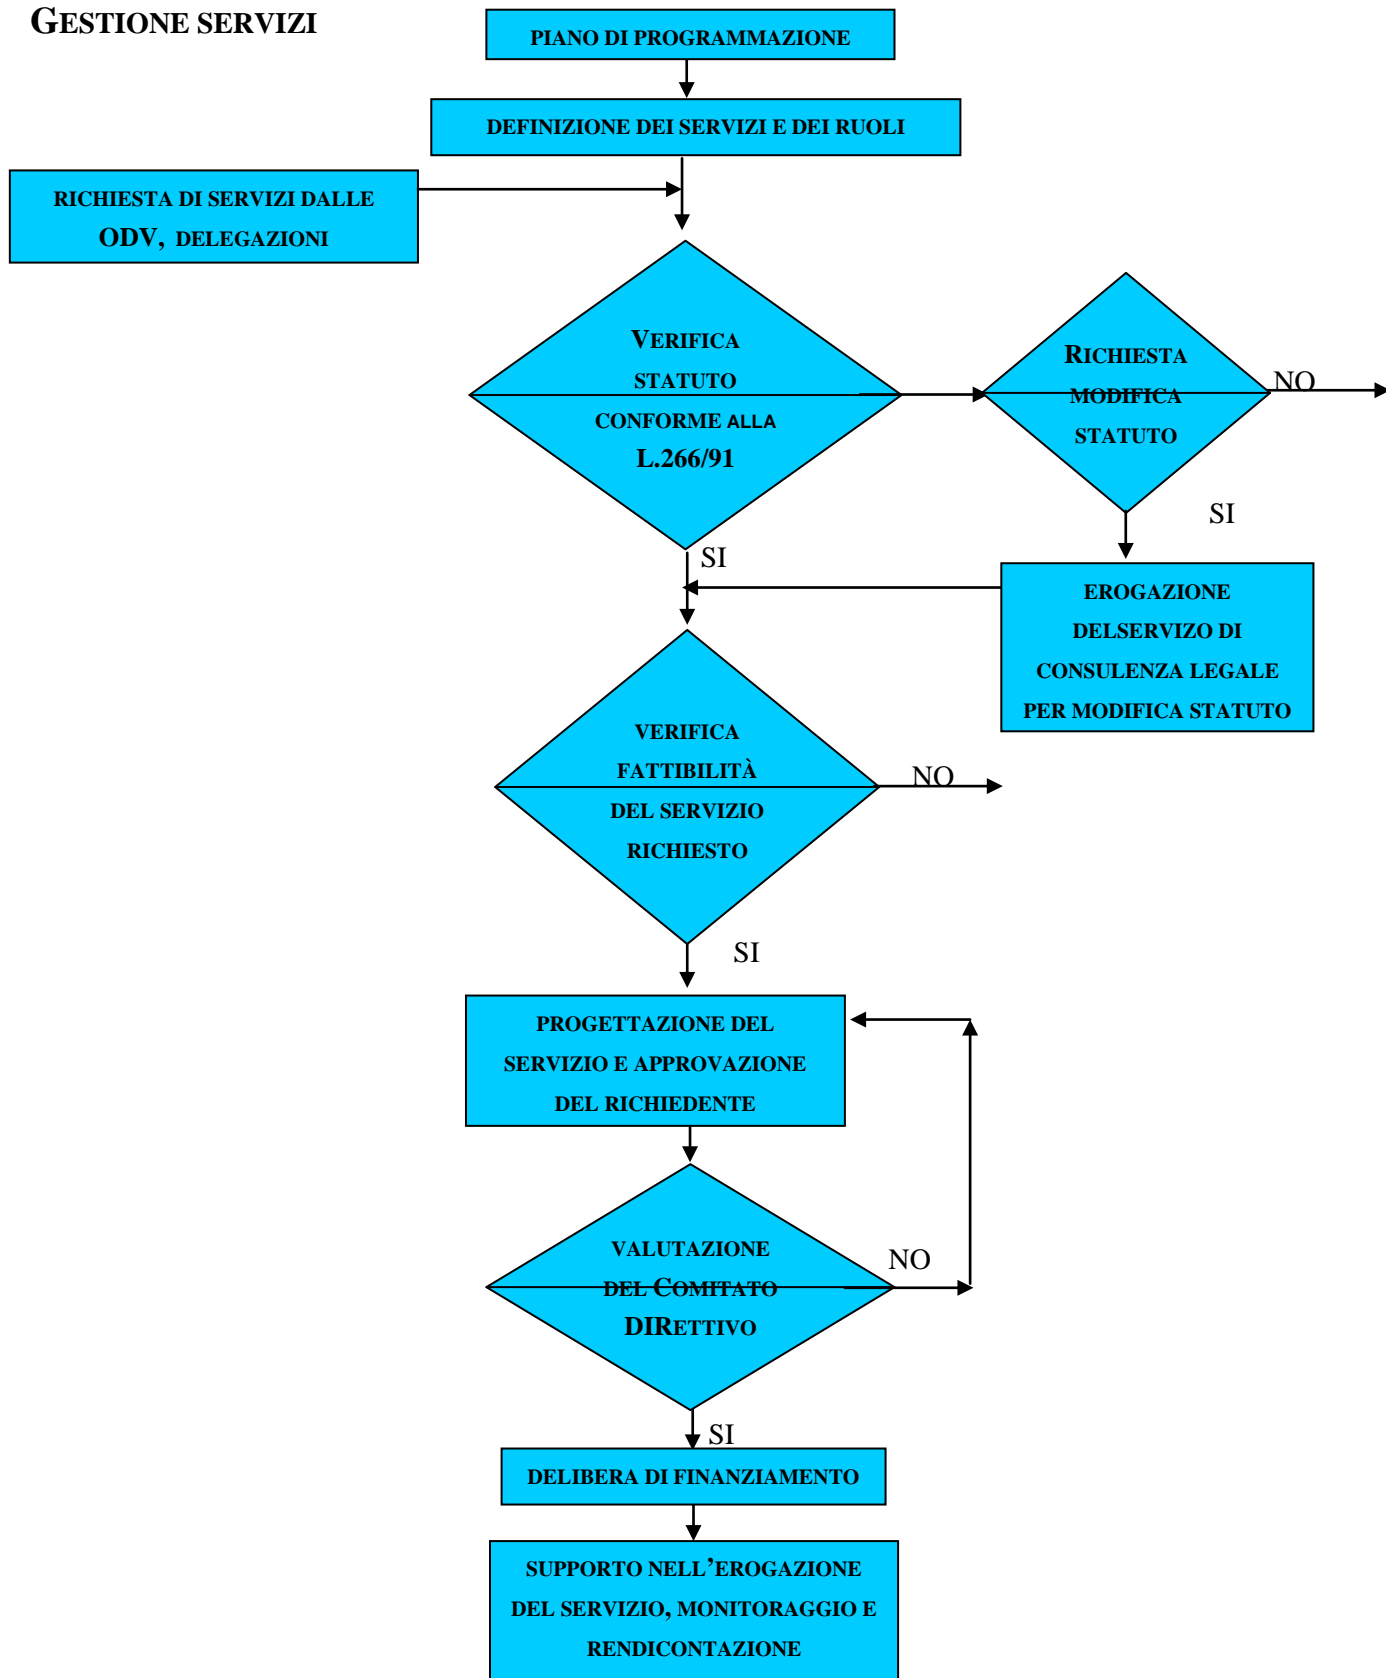 GESTIONE SERVIZI
PIANO DI PROGRAMMAZIONE
DEFINIZIONE DEI SERVIZI E DEI RUOLI
RICHIESTA DI SERVIZI DALLE
ODV, DELEGAZIONI
VERIFICA
STATUTO
CONFORME ALLA
L.266/91
RICHIESTA
MODIFICA
STATUTO
NO
SI
SI
EROGAZIONE
DELSERVIZO DI
CONSULENZA LEGALE
PER MODIFICA STATUTO
VERIFICA
FATTIBILITÀ
DEL SERVIZIO
RICHIESTO
NO
SI
PROGETTAZIONE DEL
SERVIZIO E APPROVAZIONE
DEL RICHIEDENTE
VALUTAZIONE
DEL COMITATO
DIRETTIVO
NO
SI
DELIBERA DI FINANZIAMENTO
SUPPORTO NELL’EROGAZIONE
DEL SERVIZIO, MONITORAGGIO E
RENDICONTAZIONE